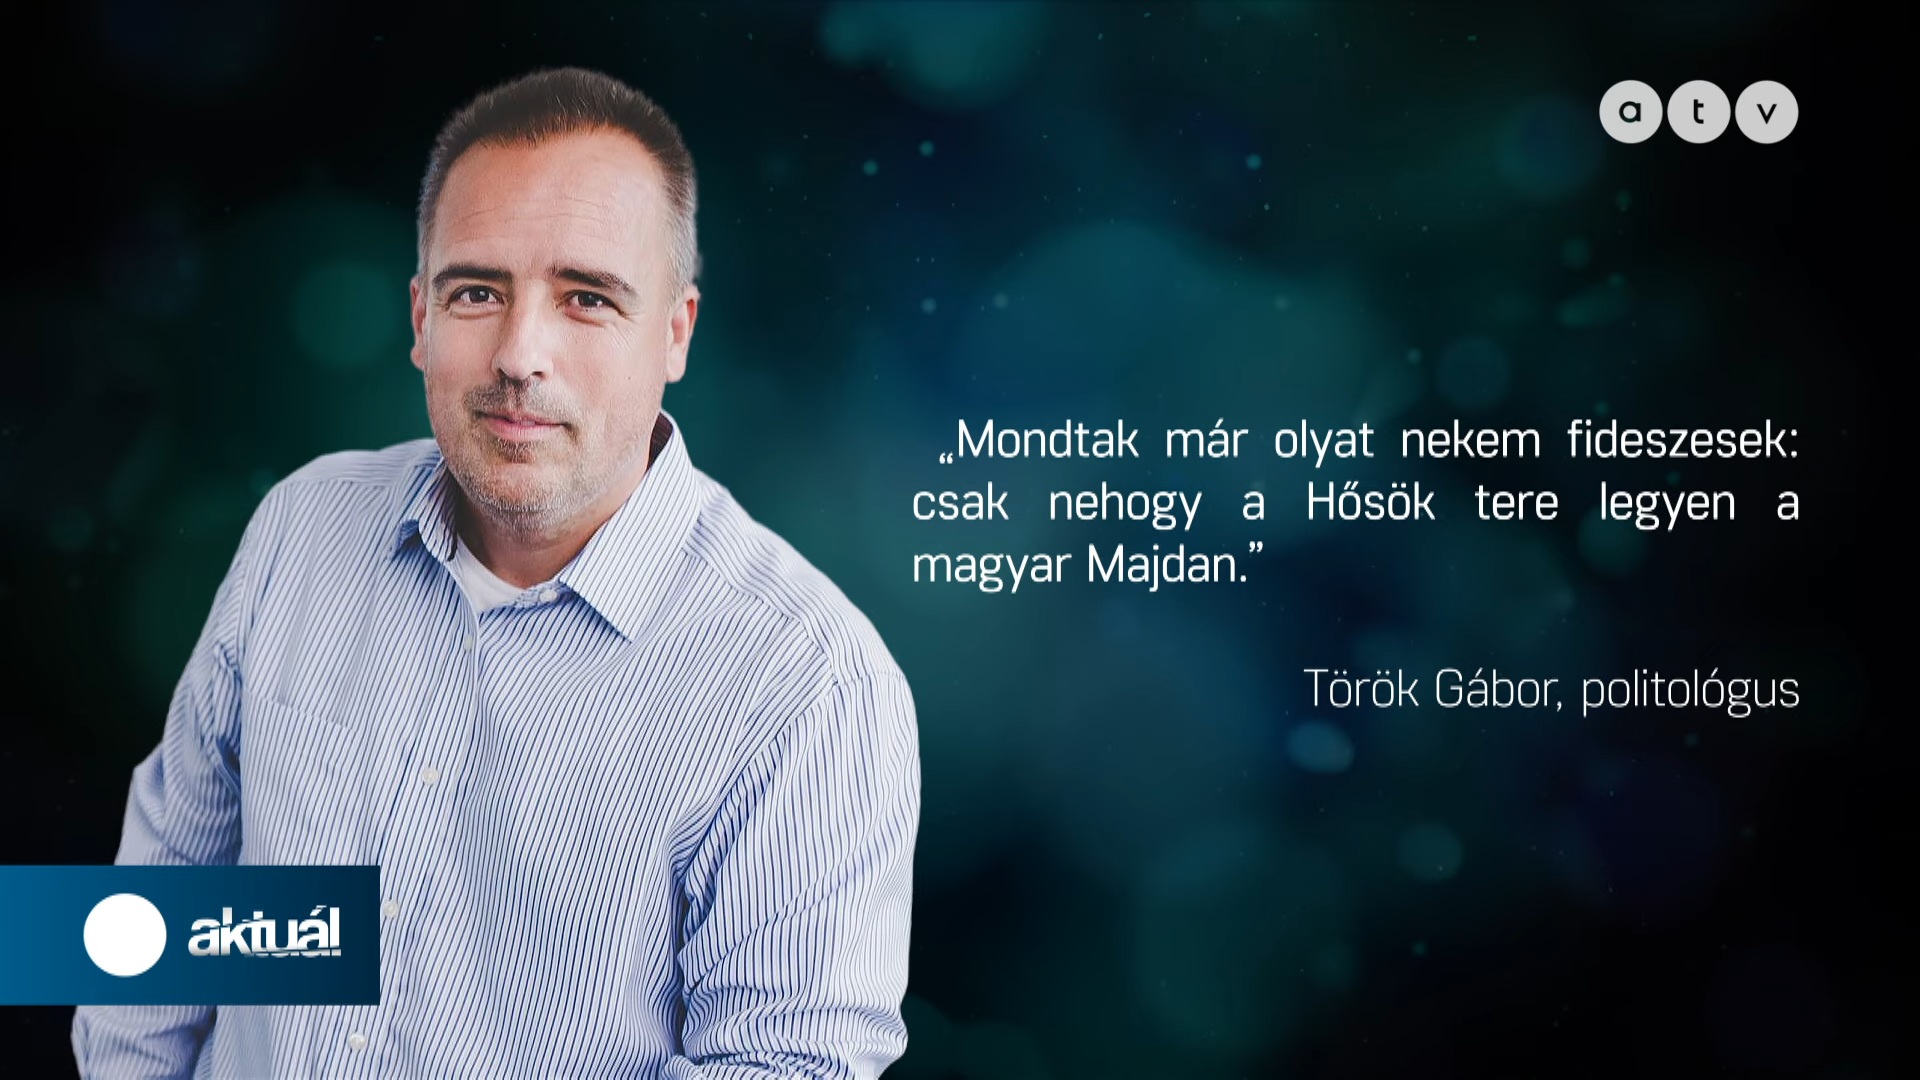 atv
„Mondtak már olyat nekem fideszesek:
csak nehogy a Hősök tere legyen a
magyar Majdan.”
Török Gábor, politológus
aktuál